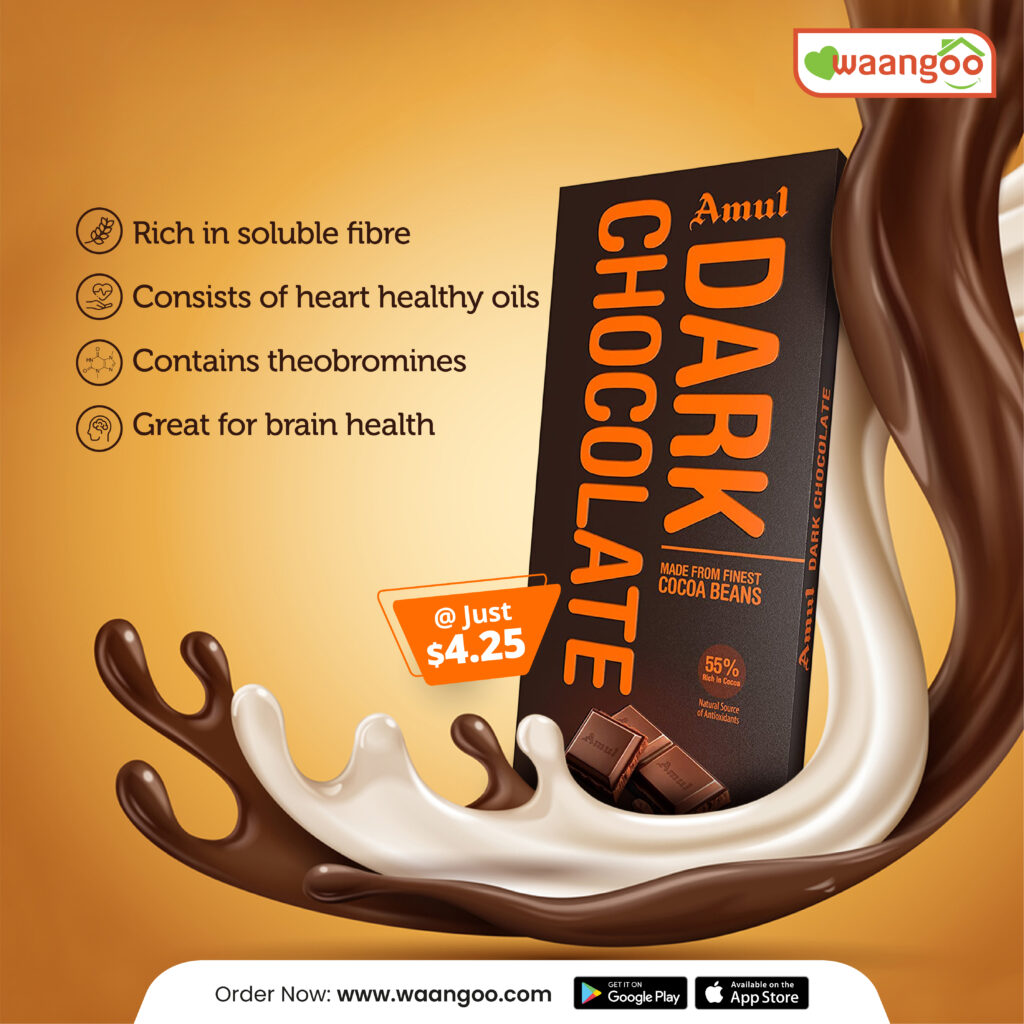 waangoo
Rich in soluble fibre
Consists of heart healthy oils
Contains theobromines
Great for brain health
Amul
DARK
CHOCOLATE
MADE FROM FINEST
COCOA BEANS
55%
Rich in Cocoa
Natural Source
of Antioxidants
Amul DARK CHOCOLATE
Amul
Amul
@ Just
$4.25
Order Now: www.waangoo.com
GET IT ON
Google Play
Available on the
App Store